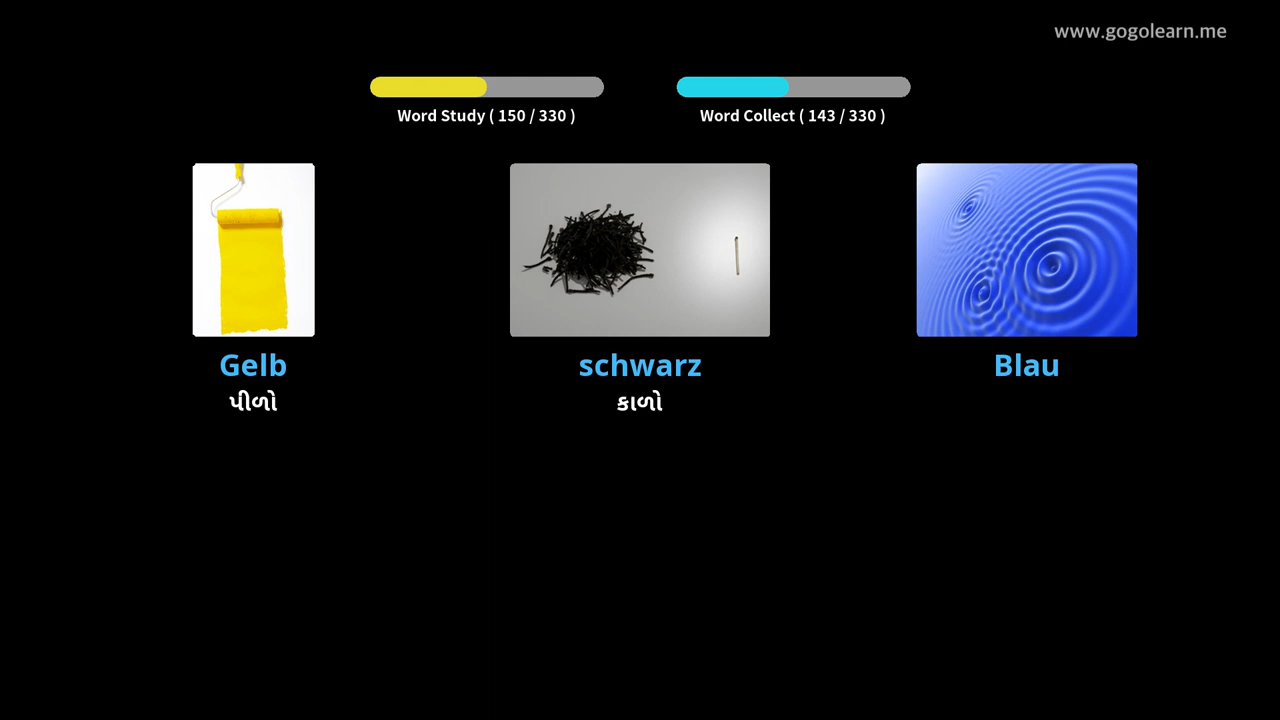 www.gogolearn.me
Word Study ( 150 / 330 )
Word Collect ( 143 / 330 )
Gelb
schwarz
Blau
પીળો
કાળો